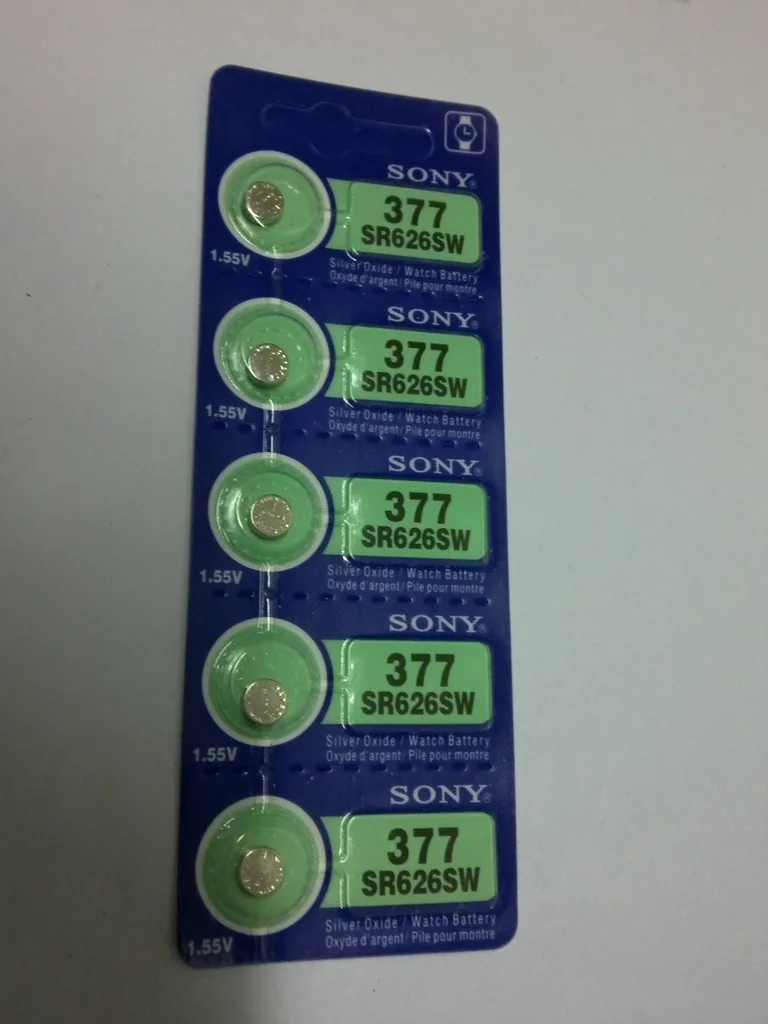 SONY®
377
SR626SW
1.55V
Silver Oxide / Watch Battery
Oxyde d'argent / Pile pour montre
SONY®
377
SR626SW
1.55V
Silver Oxide / Watch Battery
Oxyde d'argent / Pile pour montre
SONY®
377
SR626SW
1.55V
Silver Oxide / Watch Battery
Oxyde d'argent / Pile pour montre
SONY®
377
SR626SW
1.55V
Silver Oxide / Watch Battery
Oxyde d'argent / Pile pour montre
SONY®
377
SR626SW
1.55V
Silver Oxide / Watch Battery
Oxyde d'argent / Pile pour montre